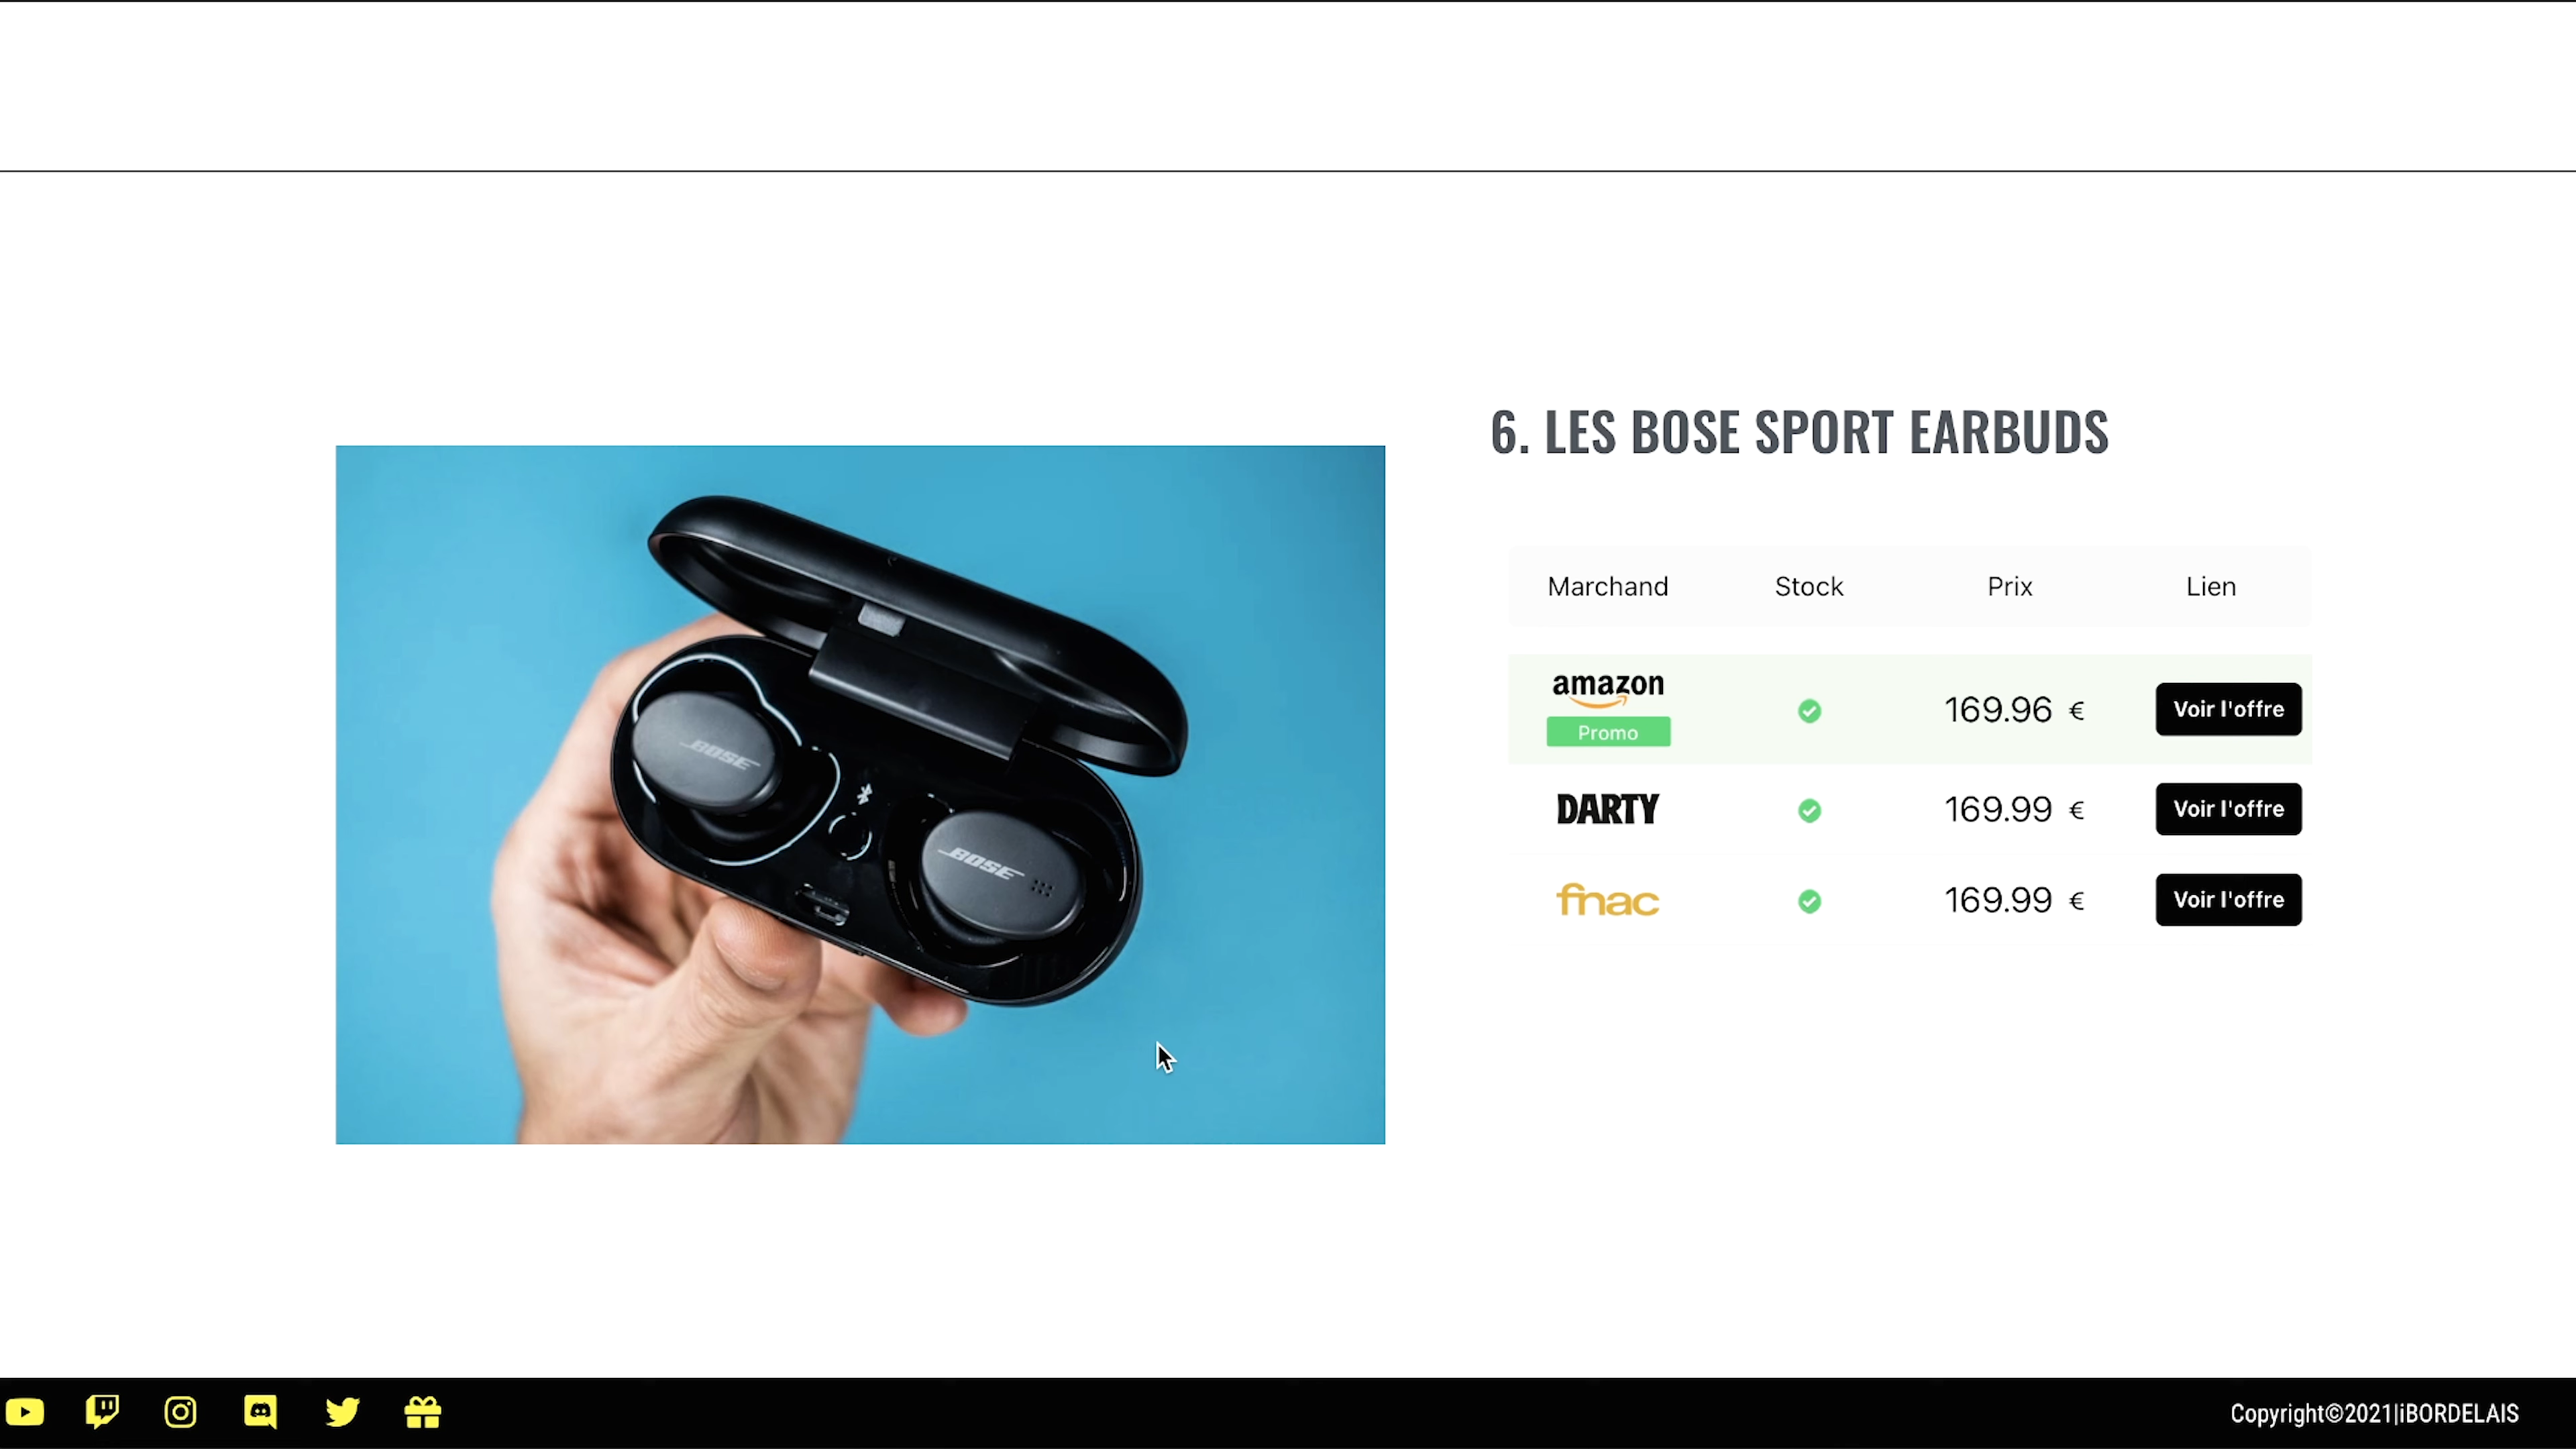 6. LES BOSE SPORT EARBUDS
BOSE
BOSE
Marchand Stock Prix Lien
amazon
Promo
169.96 € Voir l'offre
DARTY 169.99 € Voir l'offre
fnac 169.99 € Voir l'offre
Copyright©2021|iBORDELAIS